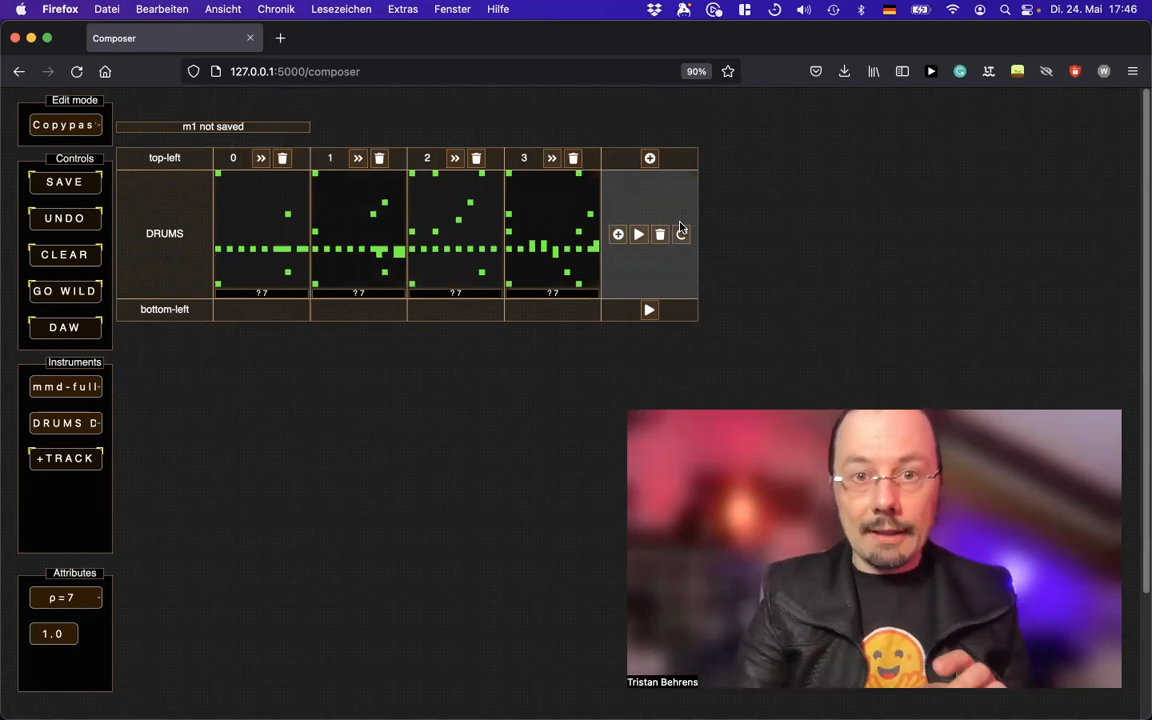 Firefox Datei Bearbeiten Ansicht Chronik Lesezeichen Extras Fenster Hilfe Di. 24. Mai 17:46
Composer
127.0.0.1:5000/composer 90%
Edit mode
Copypas
m1 not saved
Controls
top-left 0 1 2 3
SAVE
UNDO
DRUMS
CLEAR
GO WILD
? 7 ? 7 ? 7 ? 7
bottom-left
DAW
Instruments
mmd-full
DRUMS D
+TRACK
Attributes
ρ=7
1.0
Tristan Behrens